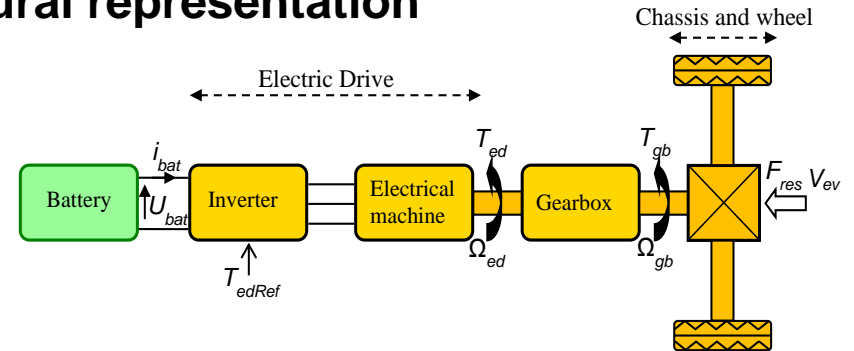 ural representation
Chassis and wheel
Electric Drive
i_bat
T_ed
T_gb
F_res V_ev
Battery
U_bat
Inverter
Electrical
machine
Gearbox
Ω_ed
Ω_gb
T_edRef